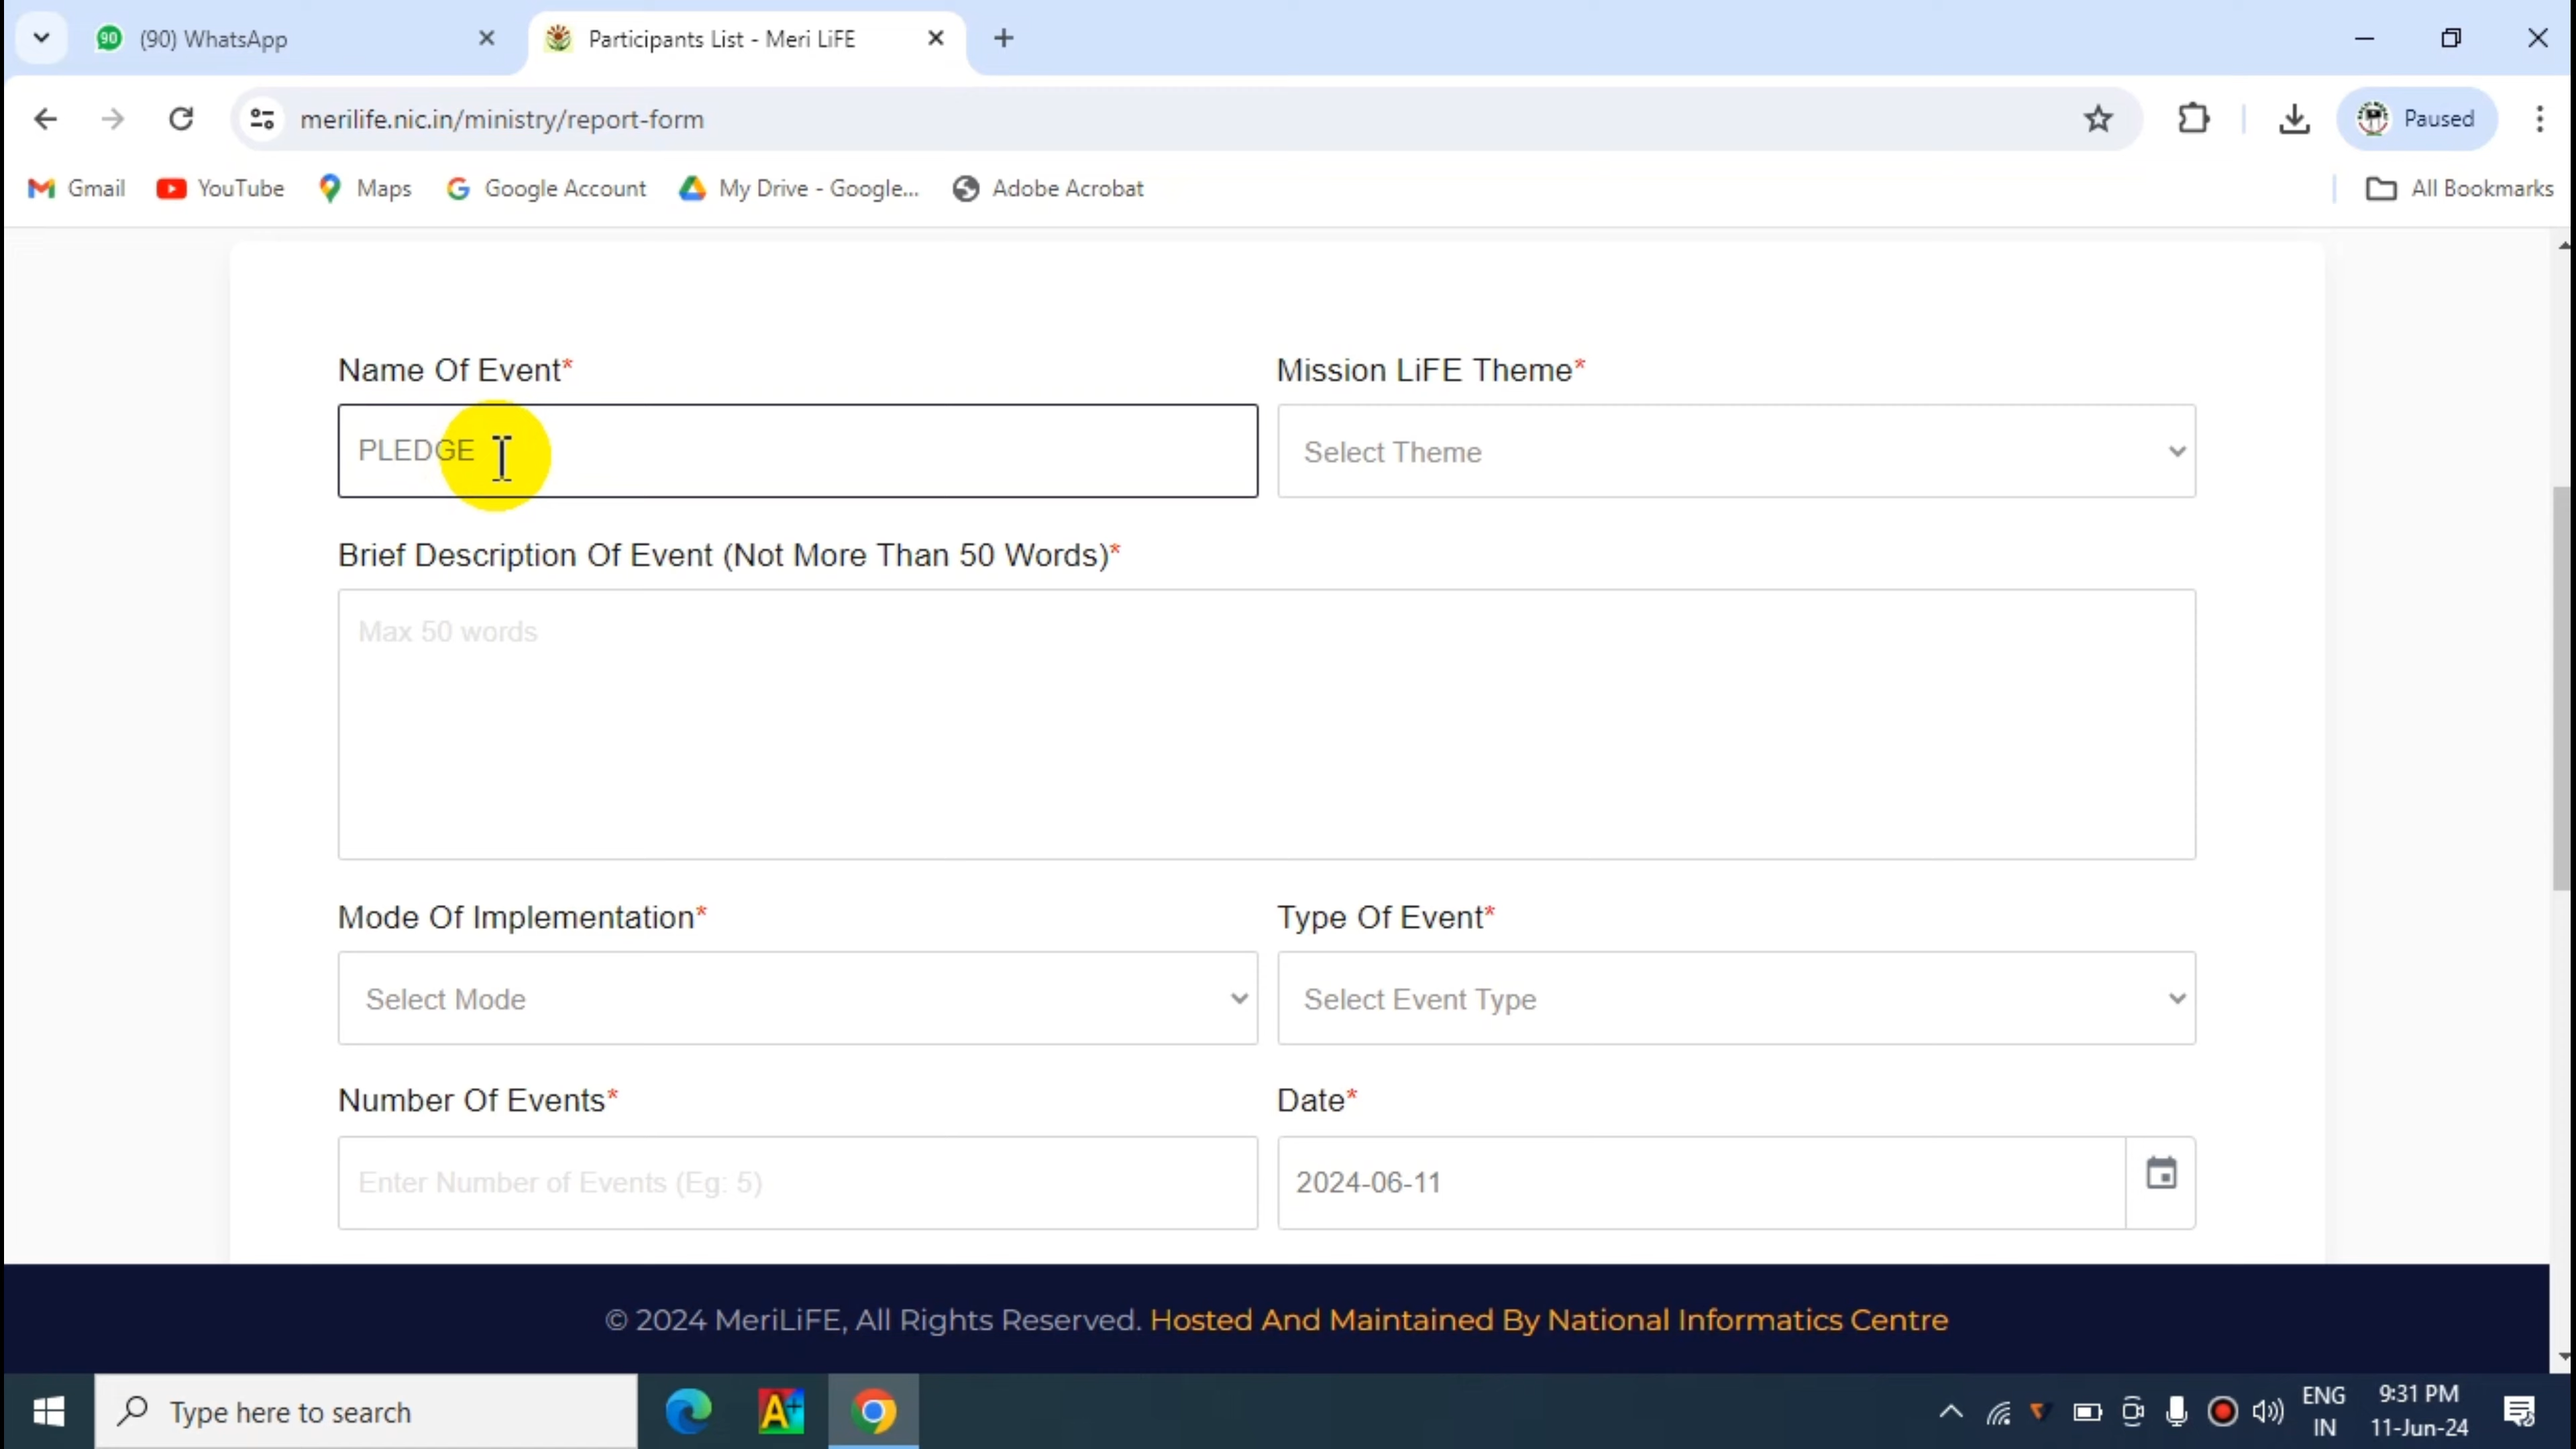 (90) WhatsApp
Participants List - Meri LiFE
merilife.nic.in/ministry/report-form
Paused
Gmail
YouTube
Maps
Google Account
My Drive - Google...
Adobe Acrobat
All Bookmarks
Name Of Event*
Mission LiFE Theme*
PLEDGE
Select Theme
Brief Description Of Event (Not More Than 50 Words)*
Max 50 words
Mode Of Implementation*
Type Of Event*
Select Mode
Select Event Type
Number Of Events*
Date*
Enter Number of Events (Eg: 5)
2024-06-11
© 2024 MeriLiFE, All Rights Reserved. Hosted And Maintained By National Informatics Centre
Type here to search
ENG
IN
9:31 PM
11-Jun-24